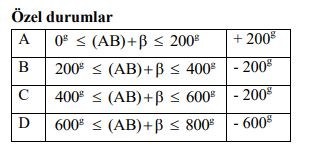 Özel durumlar
A 0ᵍ ≤ (AB)+β ≤ 200ᵍ + 200ᵍ
B 200ᵍ ≤ (AB)+β ≤ 400ᵍ - 200ᵍ
C 400ᵍ ≤ (AB)+β ≤ 600ᵍ - 200ᵍ
D 600ᵍ ≤ (AB)+β ≤ 800ᵍ - 600ᵍ